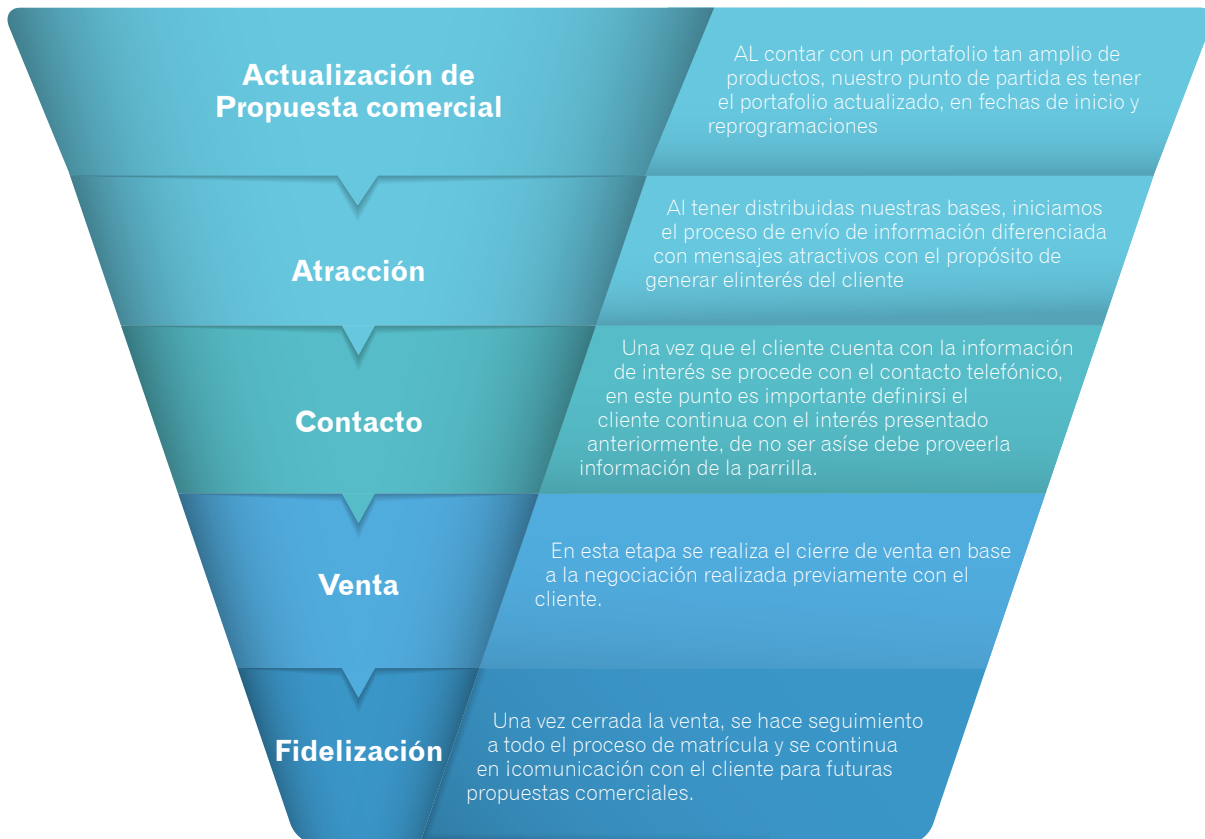 Actualización de
Propuesta comercial
AL contar con un portafolio tan amplio de
productos, nuestro punto de partida es tener
el portafolio actualizado, en fechas de inicio y
reprogramaciones
Atracción
Al tener distribuidas nuestras bases, iniciamos
el proceso de envío de información diferenciada
con mensajes atractivos con el propósito de
generar elinterés del cliente
Contacto
Una vez que el cliente cuenta con la información
de interés se procede con el contacto telefónico,
en este punto es importante definirsi el
cliente continua con el interés presentado
anteriormente, de no ser asíse debe proveerla
información de la parrilla.
Venta
En esta etapa se realiza el cierre de venta en base
a la negociación realizada previamente con el
cliente.
Fidelización
Una vez cerrada la venta, se hace seguimiento
a todo el proceso de matrícula y se continua
en icomunicación con el cliente para futuras
propuestas comerciales.